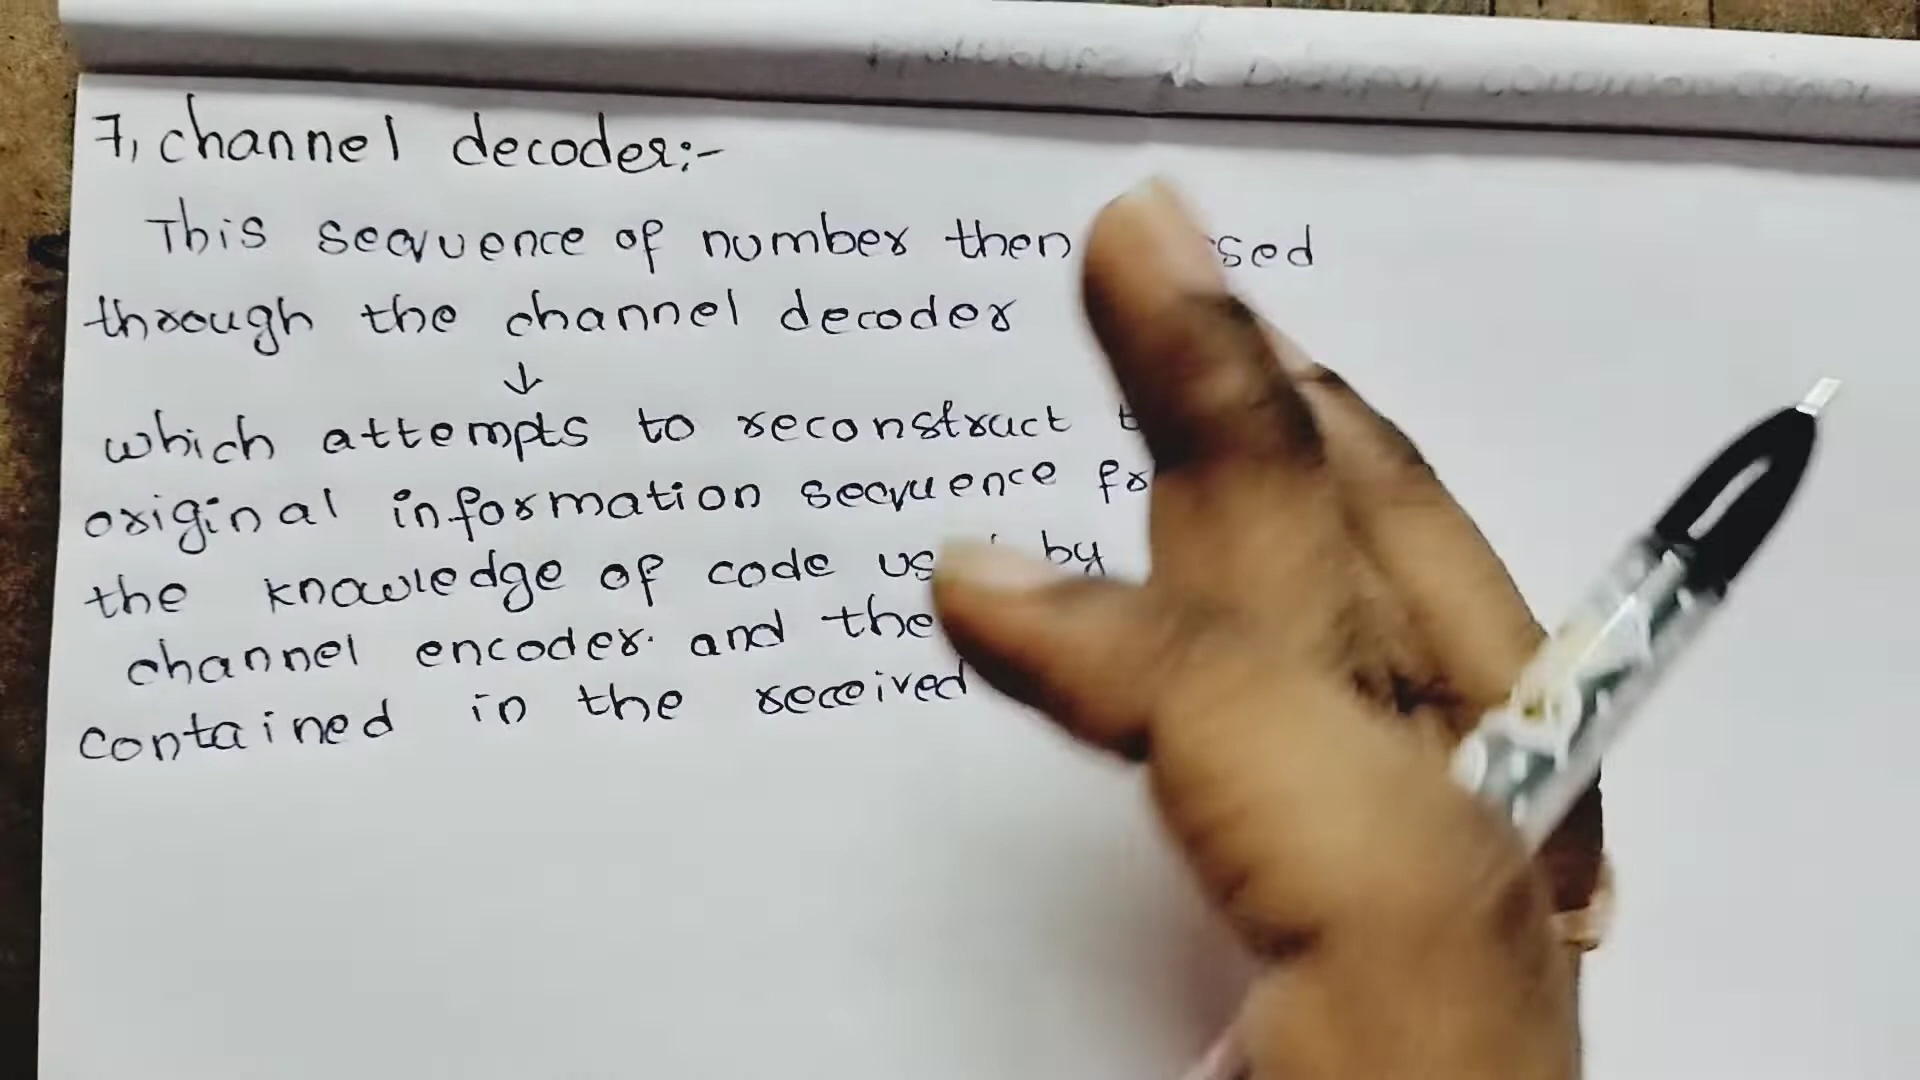 7, channel decoder:-
This sequence of number then
through the channel decoder
↓
which attempts to reconstruct
original information sequence
the knowledge of code by
channel encoder. and the
contained in the received